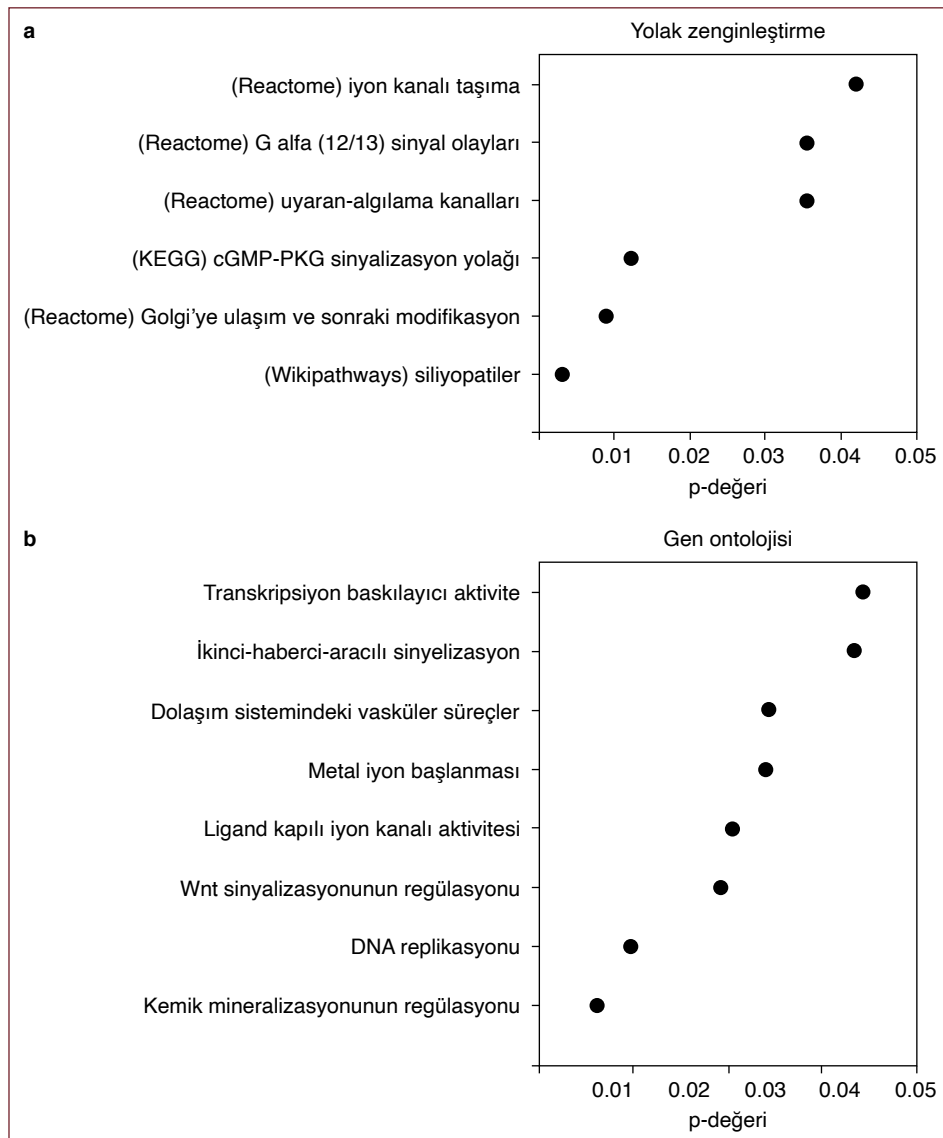 a
Yolak zenginleştirme
(Reactome) iyon kanalı taşıma
(Reactome) G alfa (12/13) sinyal olayları
(Reactome) uyaran-algılama kanalları
(KEGG) cGMP-PKG sinyalizasyon yolağı
(Reactome) Golgi’ye ulaşım ve sonraki modifikasyon
(Wikipathways) siliyopatiler
0.01 0.02 0.03 0.04 0.05
p-değeri
b
Gen ontolojisi
Transkripsiyon baskılayıcı aktivite
İkinci-haberci-aracılı sinyelizasyon
Dolaşım sistemindeki vasküler süreçler
Metal iyon başlanması
Ligand kapılı iyon kanalı aktivitesi
Wnt sinyalizasyonunun regülasyonu
DNA replikasyonu
Kemik mineralizasyonunun regülasyonu
0.01 0.02 0.03 0.04 0.05
p-değeri